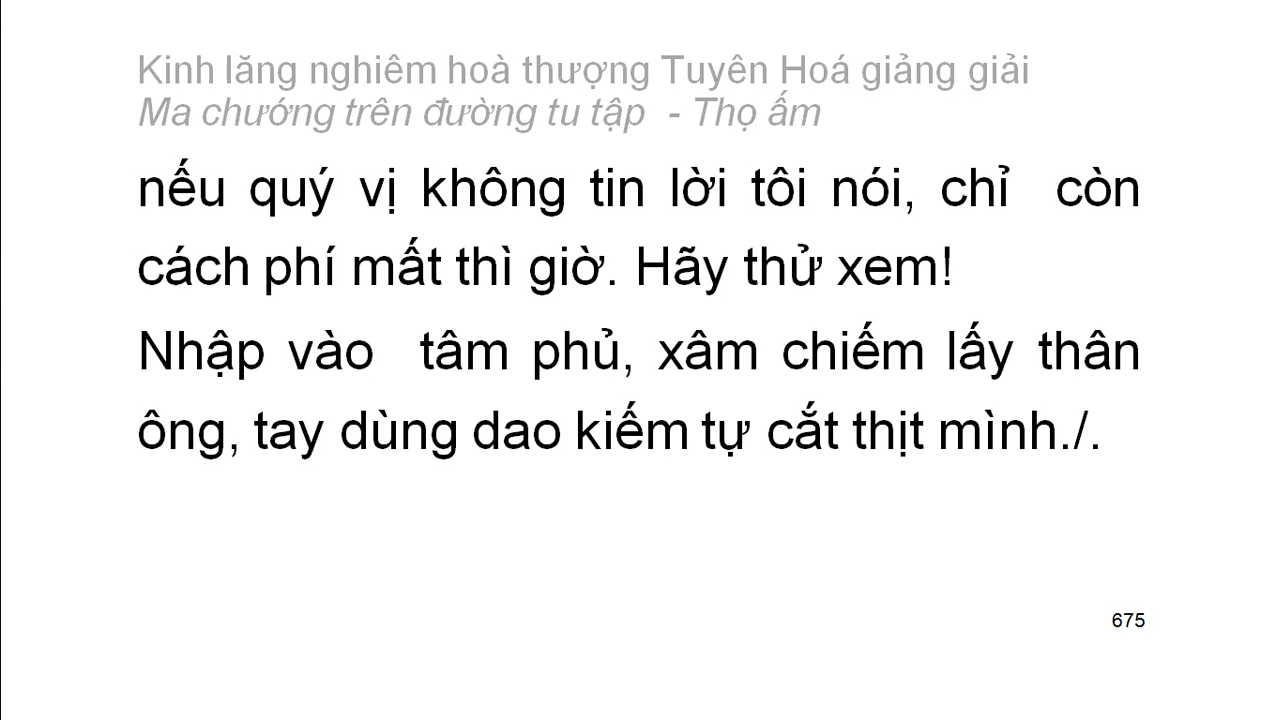 Kinh lăng nghiêm hoà thượng Tuyên Hoá giảng giải
Ma chướng trên đường tu tập - Thọ ấm
nếu quý vị không tin lời tôi nói, chỉ còn
cách phí mất thì giờ. Hãy thử xem!
Nhập vào tâm phủ, xâm chiếm lấy thân
ông, tay dùng dao kiếm tự cắt thịt mình./.
675